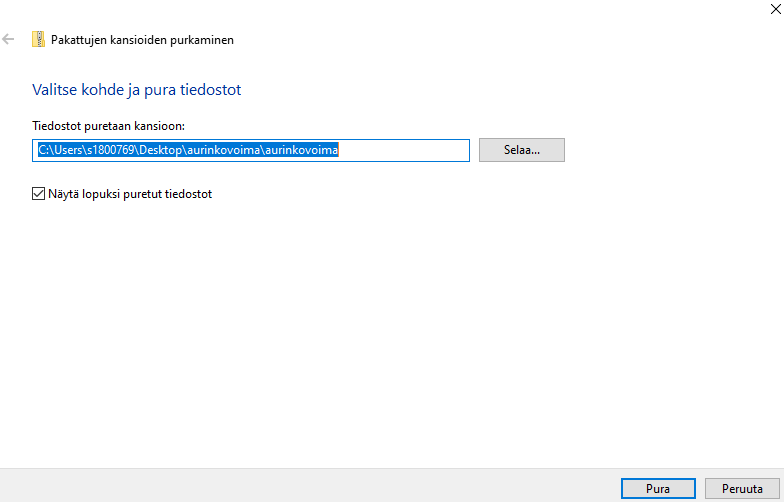 Pakattujen kansioiden purkaminen
Valitse kohde ja pura tiedostot
Tiedostot puretaan kansioon:
C:\Users\s1800769\Desktop\aurinkovoima\aurinkovoima
Selaa...
Näytä lopuksi puretut tiedostot
Pura
Peruuta